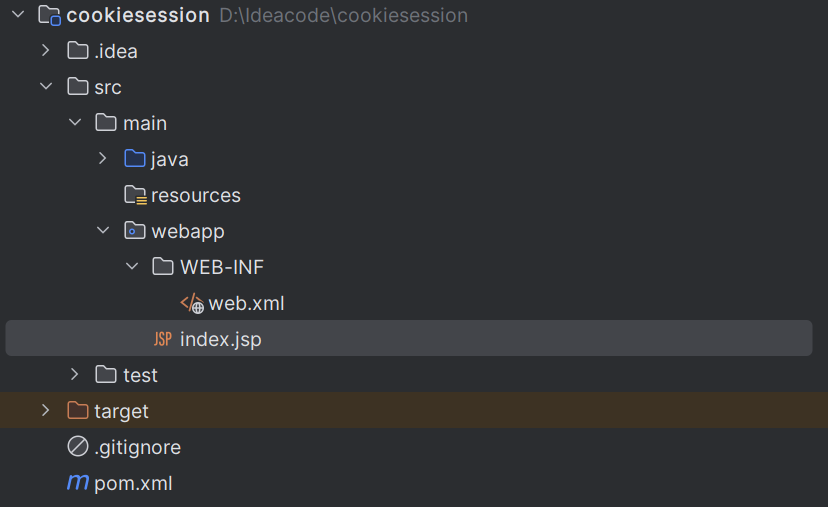 cookiesession D:\Ideacode\cookiesession
.idea
src
main
java
resources
webapp
WEB-INF
web.xml
JSP index.jsp
test
target
.gitignore
m pom.xml